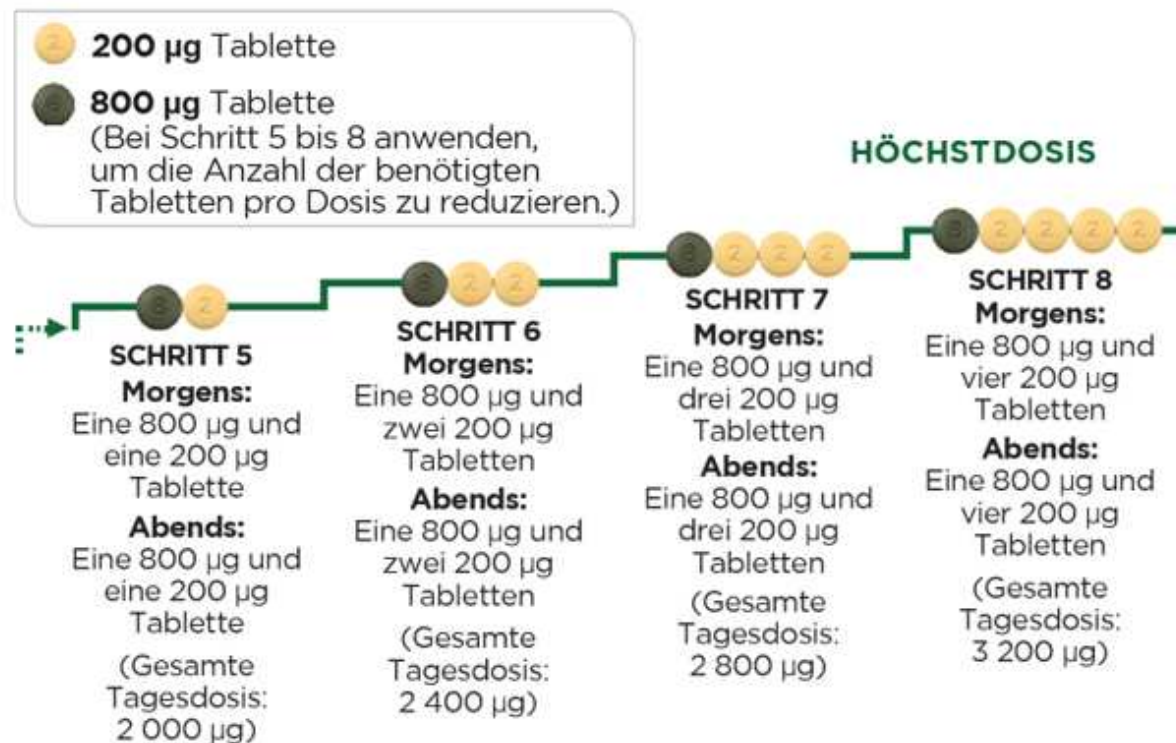 200 µg Tablette
800 µg Tablette
(Bei Schritt 5 bis 8 anwenden,
um die Anzahl der benötigten
Tabletten pro Dosis zu reduzieren.)
HÖCHSTDOSIS
SCHRITT 5
Morgens:
Eine 800 µg und
eine 200 µg
Tablette
Abends:
Eine 800 µg und
eine 200 µg
Tablette
(Gesamte
Tagesdosis:
2 000 µg)
SCHRITT 6
Morgens:
Eine 800 µg und
zwei 200 µg
Tabletten
Abends:
Eine 800 µg und
zwei 200 µg
Tabletten
(Gesamte
Tagesdosis:
2 400 µg)
SCHRITT 7
Morgens:
Eine 800 µg und
drei 200 µg
Tabletten
Abends:
Eine 800 µg und
drei 200 µg
Tabletten
(Gesamte
Tagesdosis:
2 800 µg)
SCHRITT 8
Morgens:
Eine 800 µg und
vier 200 µg
Tabletten
Abends:
Eine 800 µg und
vier 200 µg
Tabletten
(Gesamte
Tagesdosis:
3 200 µg)